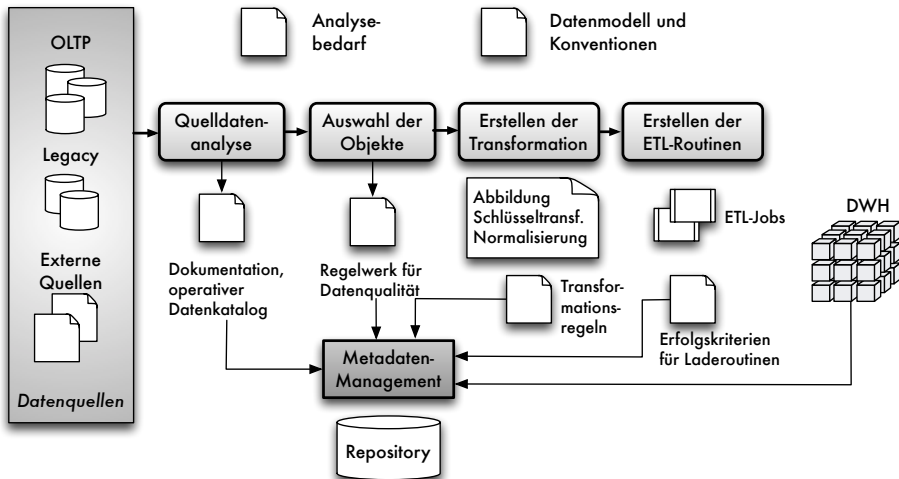 OLTP
Legacy
Externe
Quellen
Datenquellen
Analyse-
bedarf
Datenmodell und
Konventionen
Quelldaten-
analyse
Auswahl der
Objekte
Erstellen der
Transformation
Erstellen der
ETL-Routinen
Dokumentation,
operativer
Datenkatalog
Regelwerk für
Datenqualität
Abbildung
Schlüsseltransf.
Normalisierung
ETL-Jobs
DWH
Transfor-
mations-
regeln
Erfolgskriterien
für Laderoutinen
Metadaten-
Management
Repository